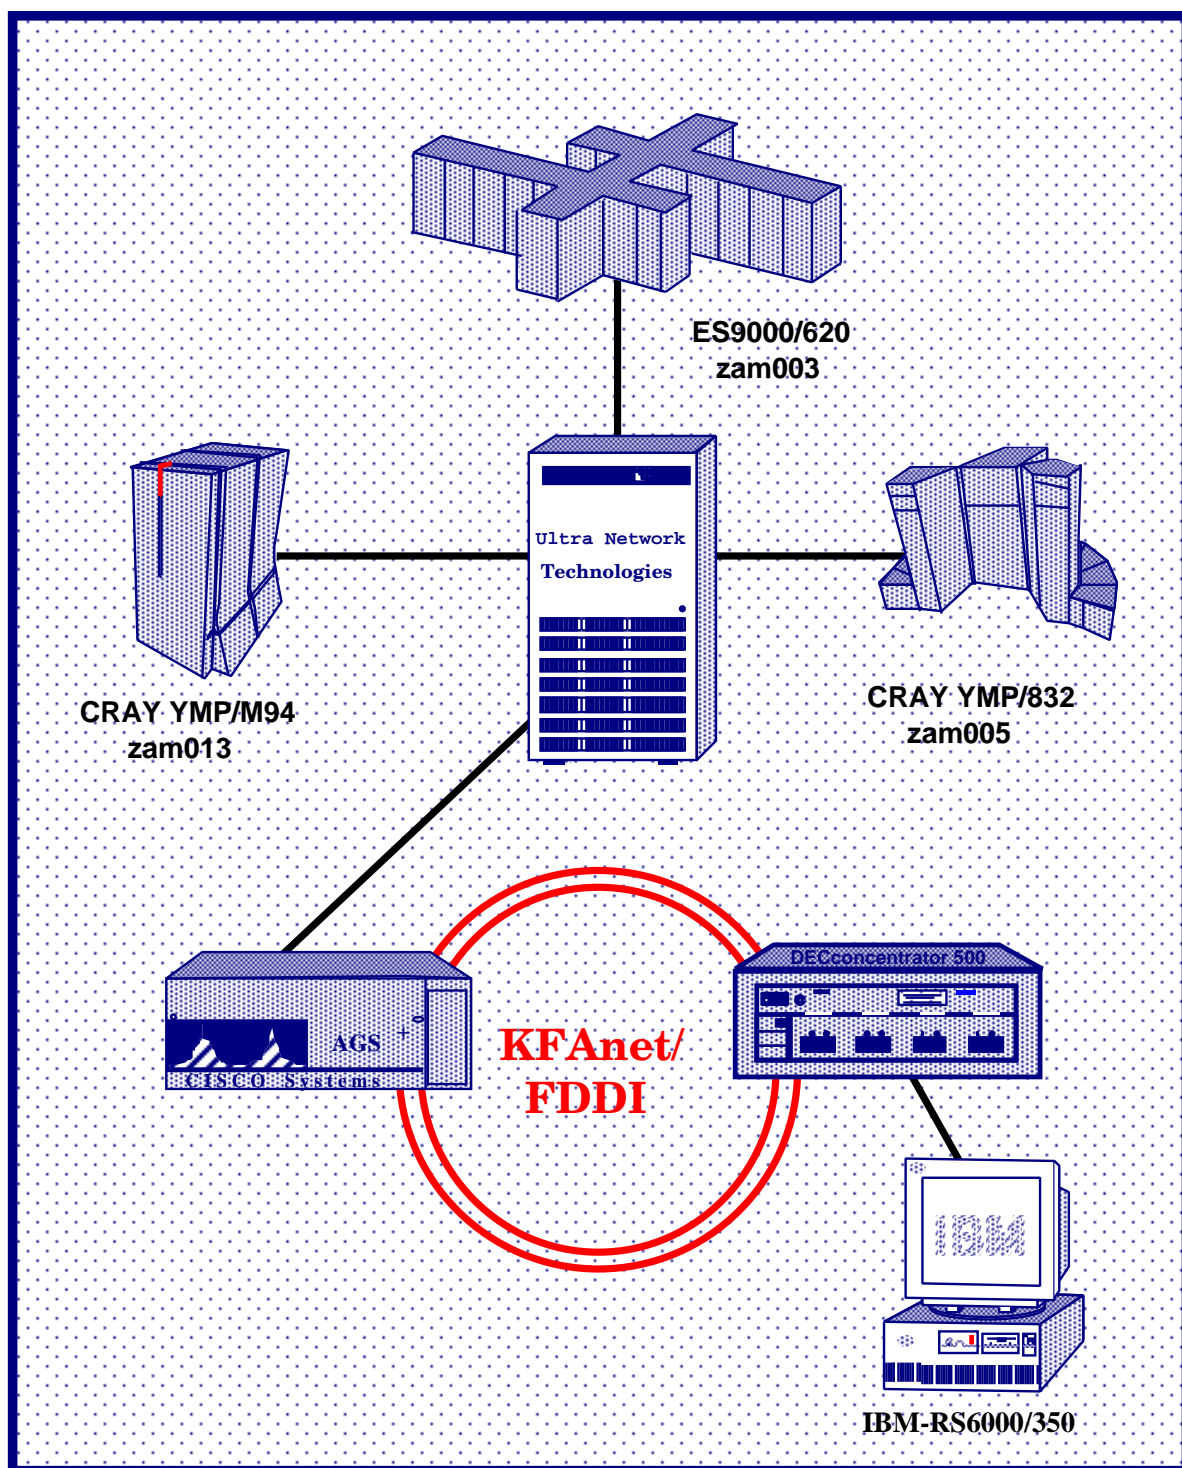 ES9000/620
zam003
Ultra Network
Technologies
CRAY YMP/M94
zam013
CRAY YMP/832
zam005
DECconcentrator 500
AGS +
CISCO Systems
KFAnet/
FDDI
IBM
IBM-RS6000/350